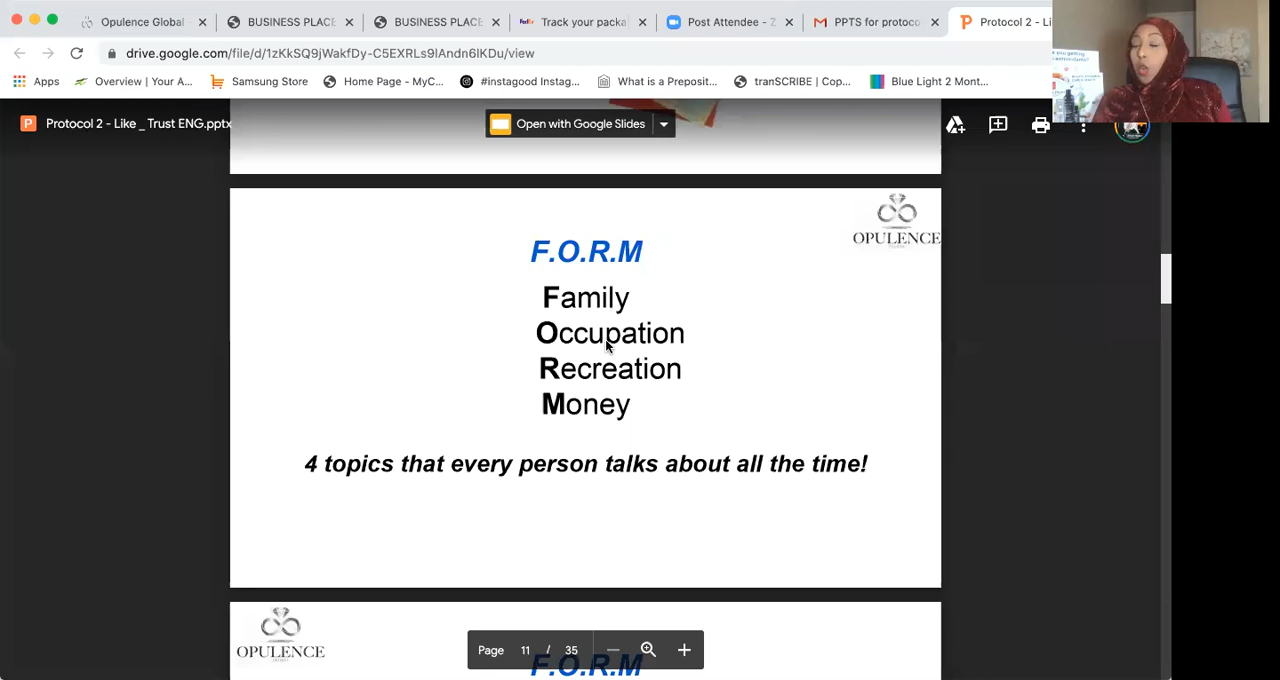 Opulence Global
BUSINESS PLACE
BUSINESS PLACE
FedEx Track your packa
Post Attendee - Z
PPTS for protoco
Protocol 2 - Li
drive.google.com/file/d/1zKkSQ9jWakfDy-C5EXRLs9lAndn6lKDu/view
Apps
Overview | Your A...
Samsung Store
Home Page - MyC...
#instagood Instag...
What is a Preposit...
tranSCRIBE | Cop...
Blue Light 2 Mont...
P
Protocol 2 - Like _ Trust ENG.pptx
Open with Google Slides
OPULENCE
F.O.R.M
Family
Occupation
Recreation
Money
4 topics that every person talks about all the time!
OPULENCE
F.O.R.M
Page 11 / 35